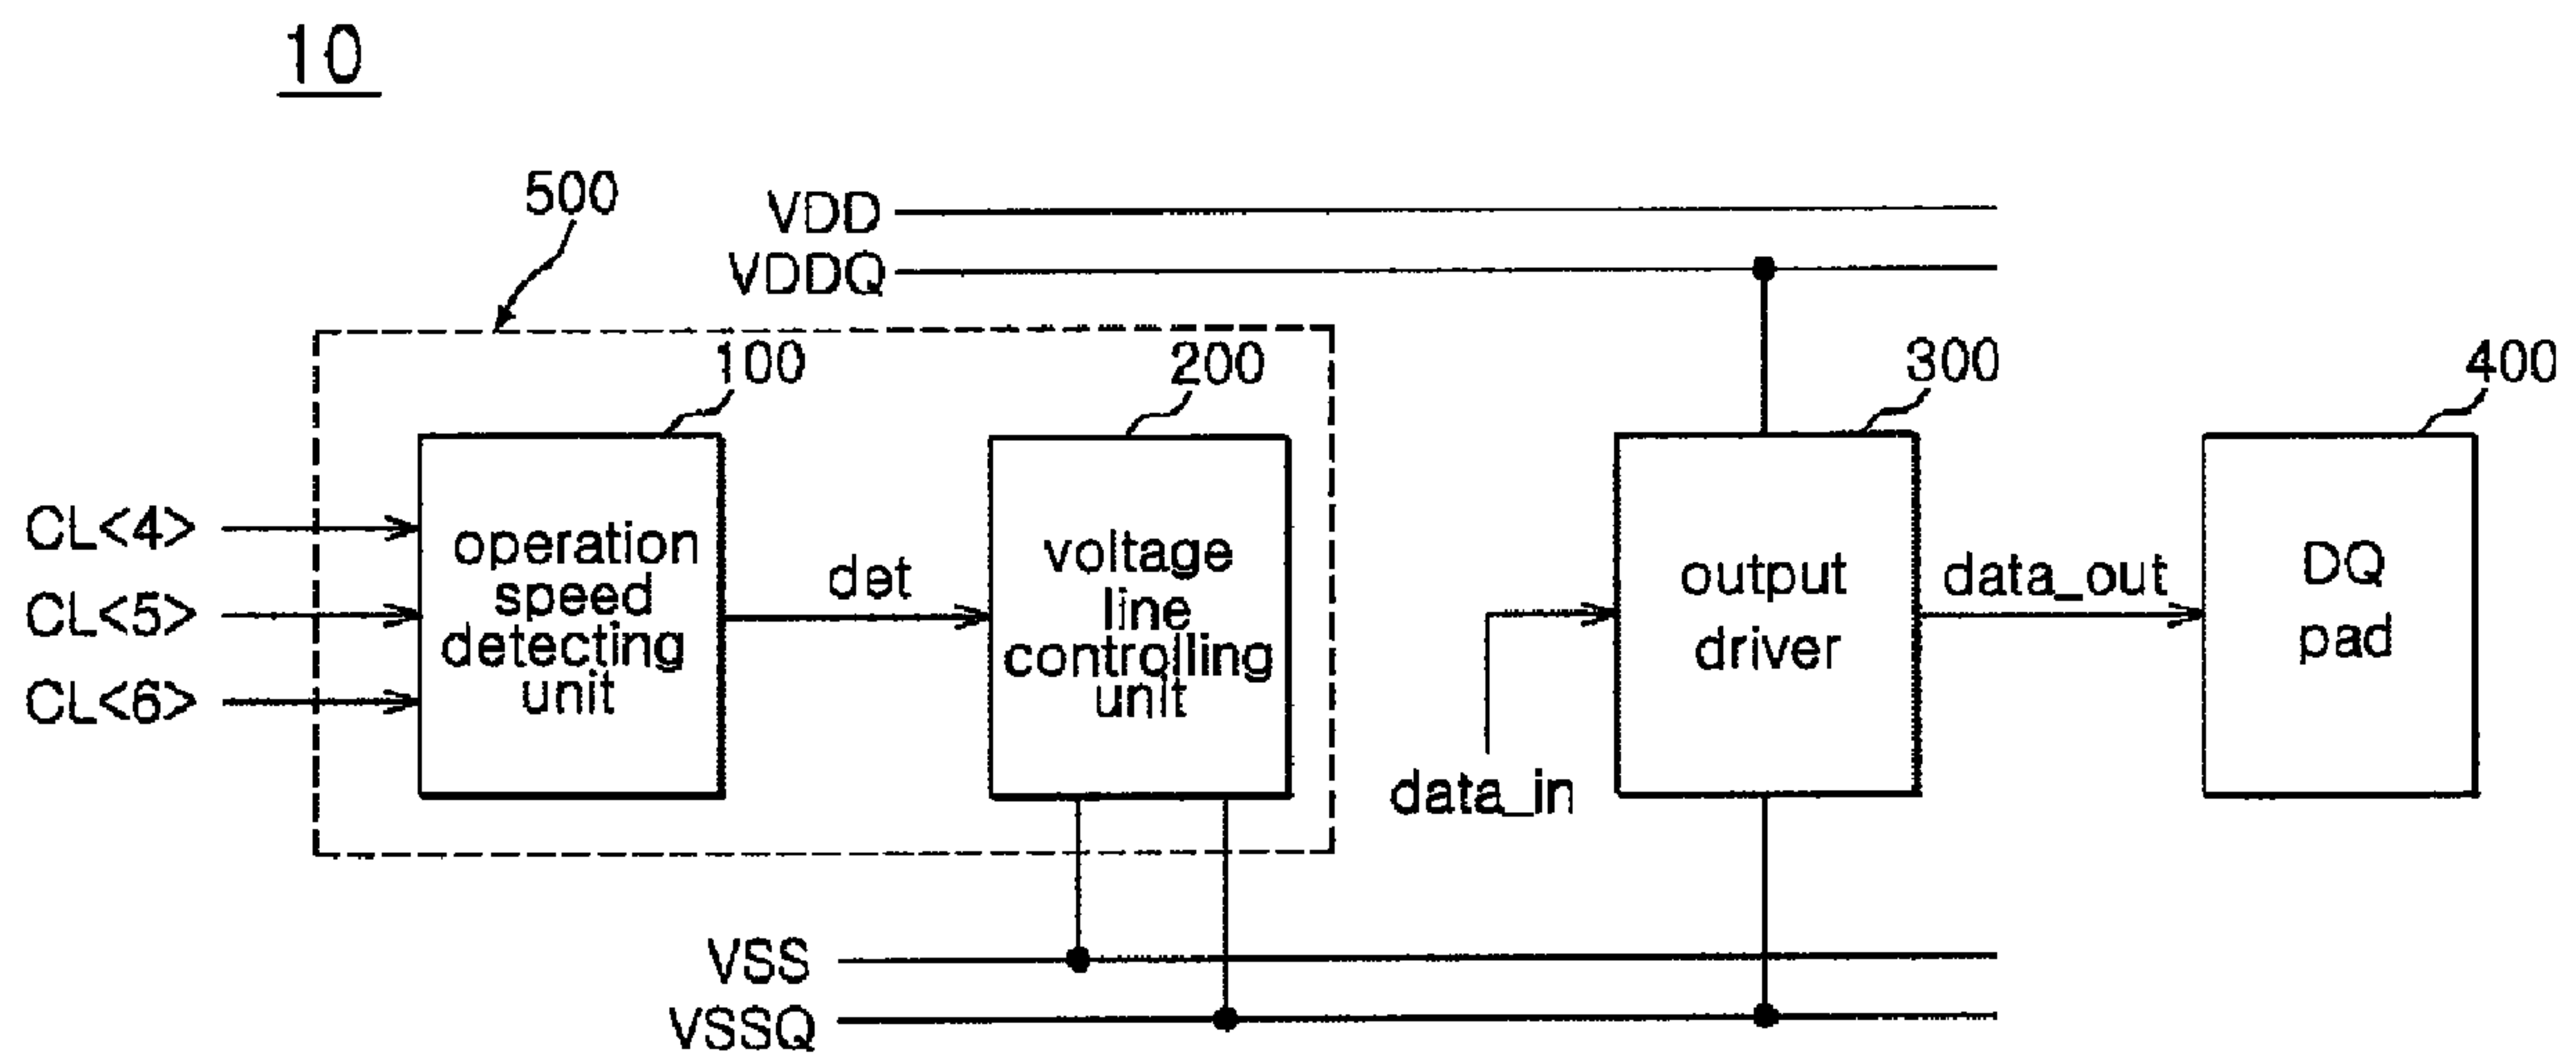 10
500
VDD
VDDQ
100
200
300
400
CL<4>
CL<5>
CL<6>
operation
speed
detecting
unit
det
voltage
line
controlling
unit
data_in
output
driver
data_out
DQ
pad
VSS
VSSQ